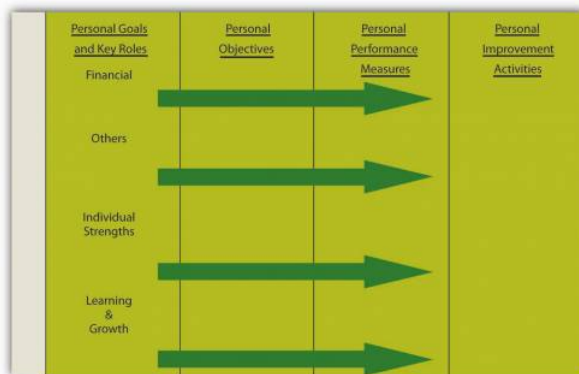 Personal Goals
and Key Roles
Personal
Objectives
Personal
Performance
Measures
Personal
Improvement
Activities
Financial
Others
Individual
Strengths
Learning
&
Growth